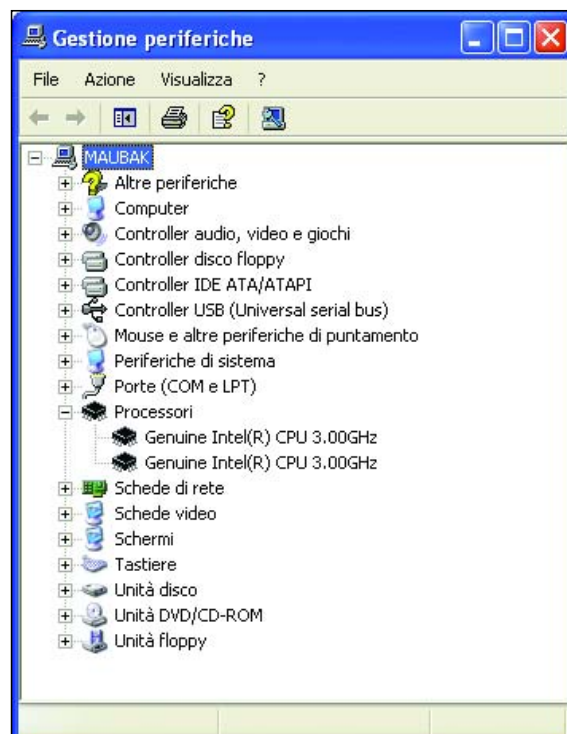 Gestione periferiche
File Azione Visualizza ?
MAUBAK
Altre periferiche
Computer
Controller audio, video e giochi
Controller disco floppy
Controller IDE ATA/ATAPI
Controller USB (Universal serial bus)
Mouse e altre periferiche di puntamento
Periferiche di sistema
Porte (COM e LPT)
Processori
Genuine Intel(R) CPU 3.00GHz
Genuine Intel(R) CPU 3.00GHz
Schede di rete
Schede video
Schermi
Tastiere
Unità disco
Unità DVD/CD-ROM
Unità floppy